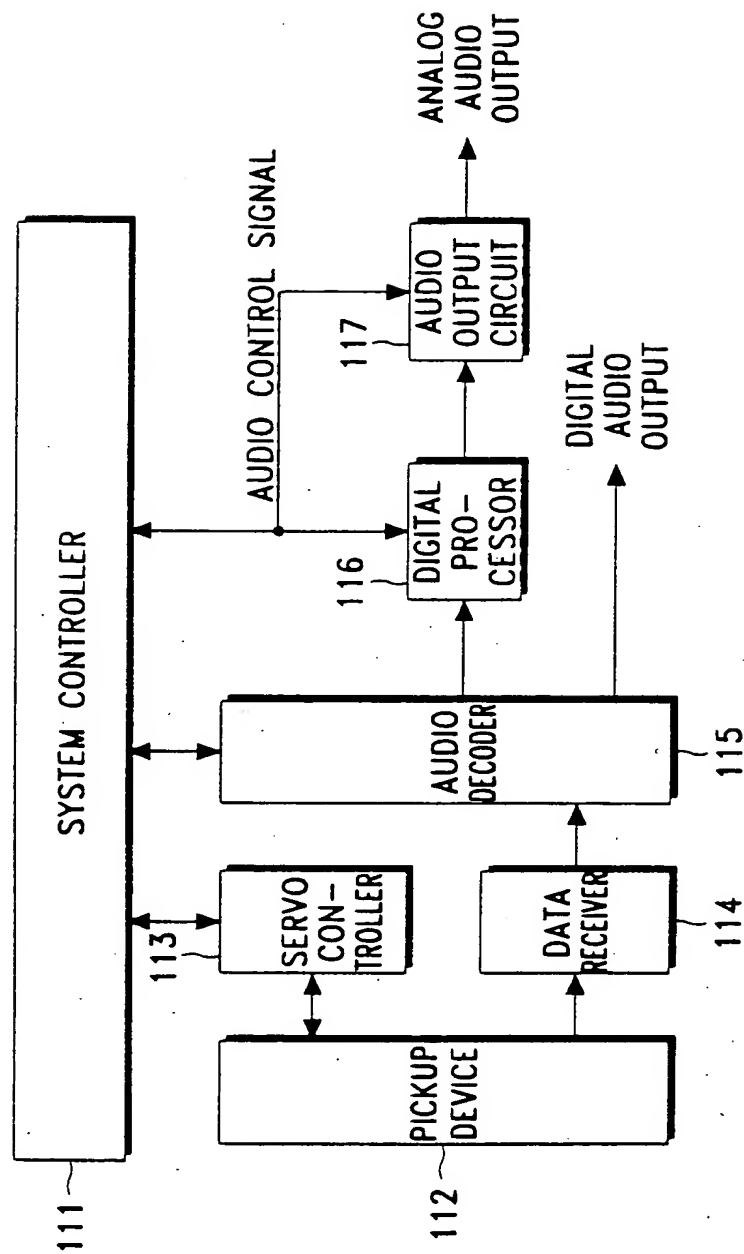 111
SYSTEM CONTROLLER
AUDIO CONTROL SIGNAL
113
SERVO
CON-
TROLLER
116
DIGITAL
PRO-
CESSOR
117
AUDIO
OUTPUT
CIRCUIT
ANALOG
AUDIO
OUTPUT
PICKUP
DEVICE
112
DATA
RECEIVER
114
AUDIO
DECODER
115
DIGITAL
AUDIO
OUTPUT